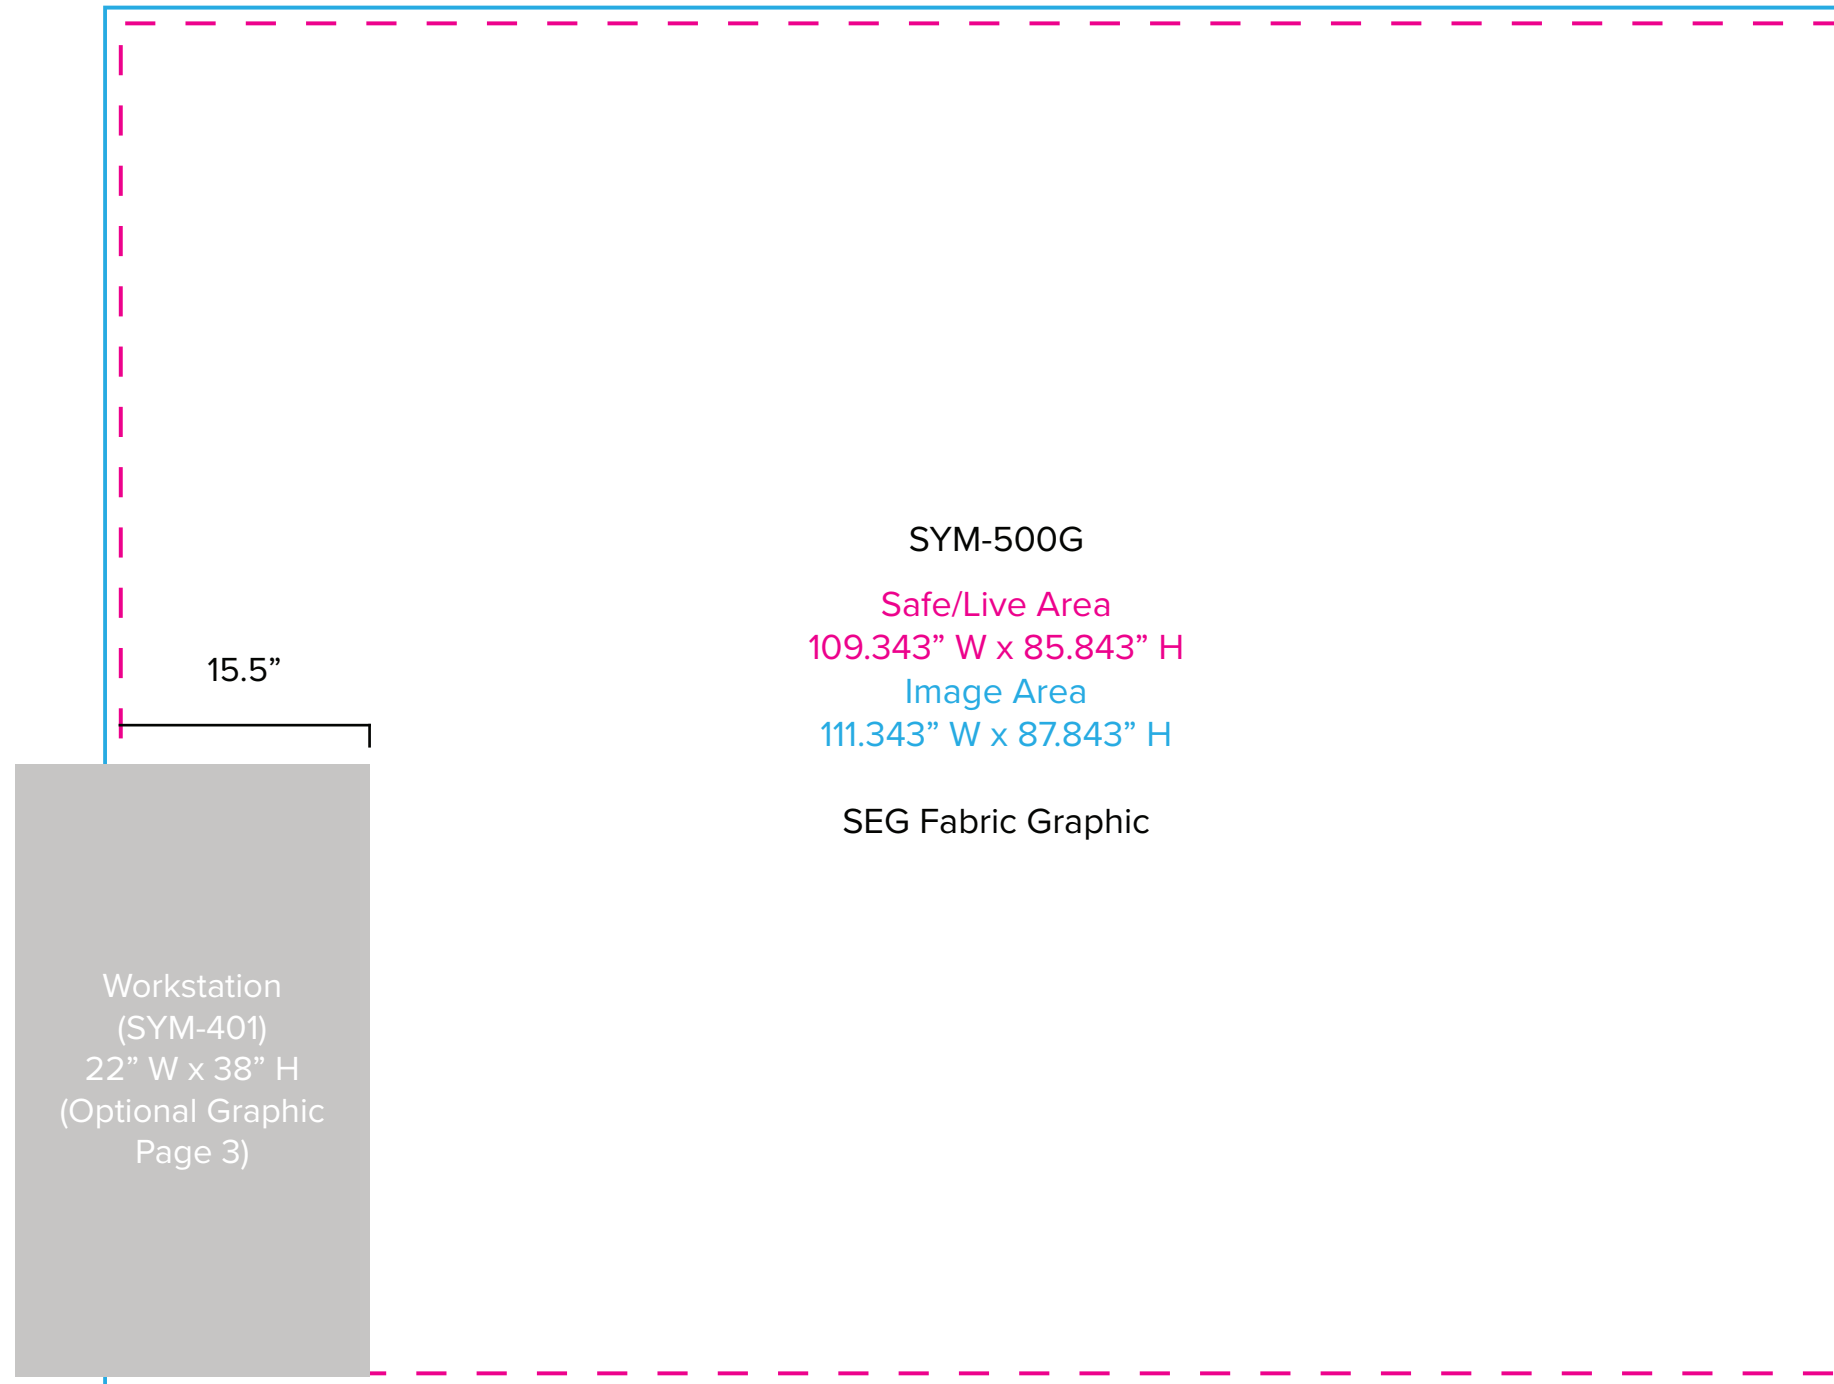 SYM-500G
Safe/Live Area
109.343” W x 85.843” H
Image Area
111.343” W x 87.843” H
SEG Fabric Graphic
15.5”
Workstation
(SYM-401)
22” W x 38” H
(Optional Graphic
Page 3)